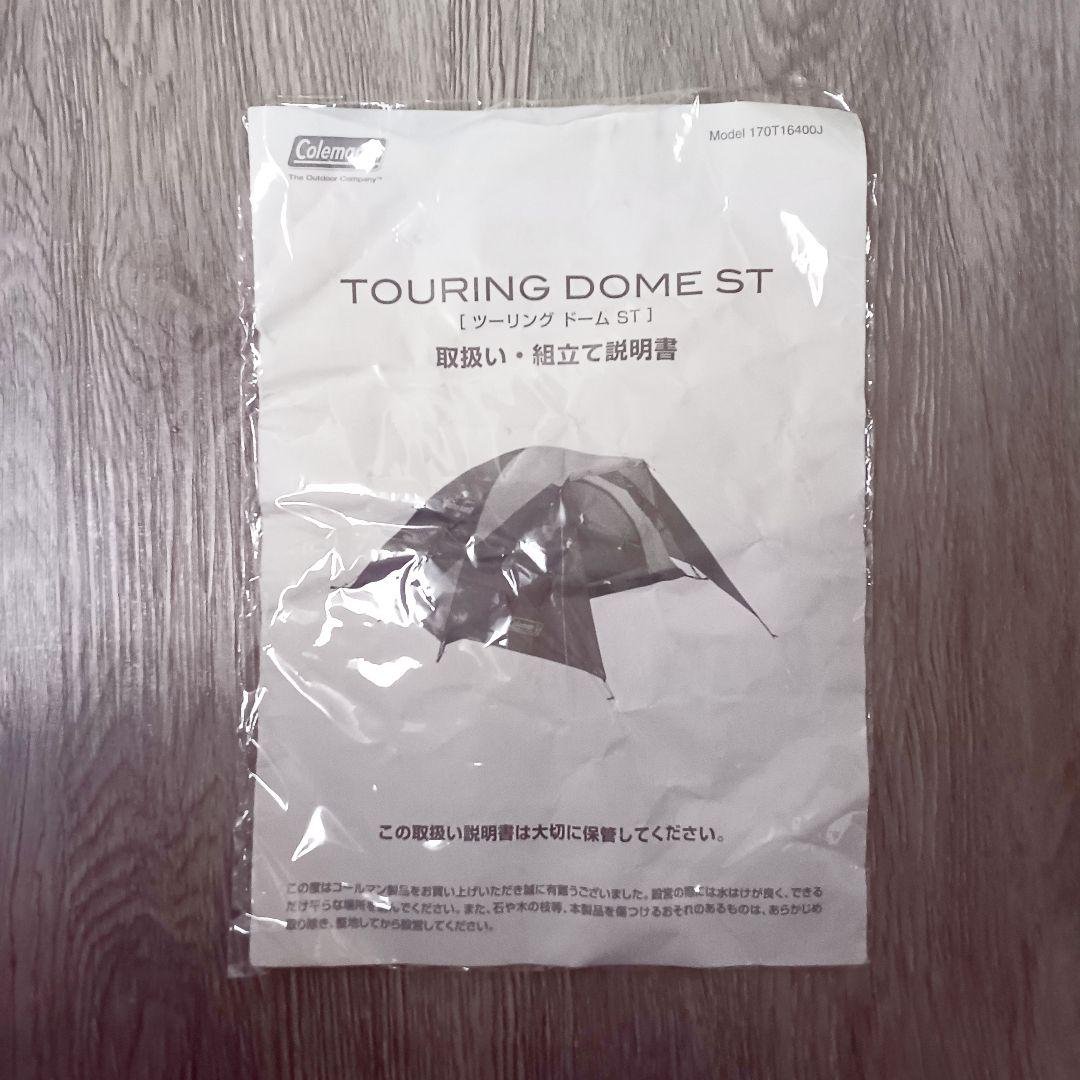 Coleman
The Outdoor Company™
Model 170T16400J
TOURING DOME ST
[ ツーリング ドーム ST ]
取扱い・組立て説明書
この取扱い説明書は大切に保管してください。
この度はコールマン製品をお買い上げいただき誠に有難うございました。設営の際には水はけが良く、できる
だけ平らな場所を選んでください。また、石や木の枝等、本製品を傷つけるおそれのあるものは、あらかじめ
取り除き、整地してから設営してください。